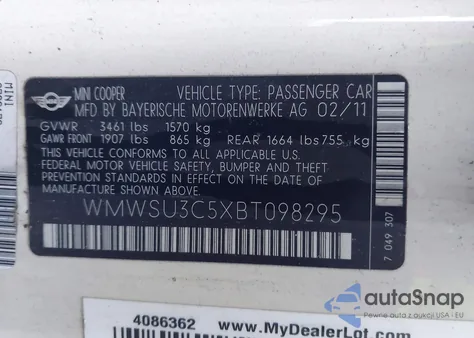 MINI COOPER
VEHICLE TYPE: PASSENGER CAR
MFD BY BAYERISCHE MOTORENWERKE AG 02/11
GVWR 3461 lbs 1570 kg
GAWR FRONT 1907 lbs 865 kg REAR 1664 lbs 755 kg
THIS VEHICLE CONFORMS TO ALL APPLICABLE U.S.
FEDERAL MOTOR VEHICLE SAFETY, BUMPER AND
THEFT PREVENTION STANDARDS IN EFFECT ON THE
DATE OF MANUFACTURE SHOWN ABOVE.
WMWSU3C5XBT098295
7 049 307
MINI
autoSnap
4086362 www.MyDealerLot.com